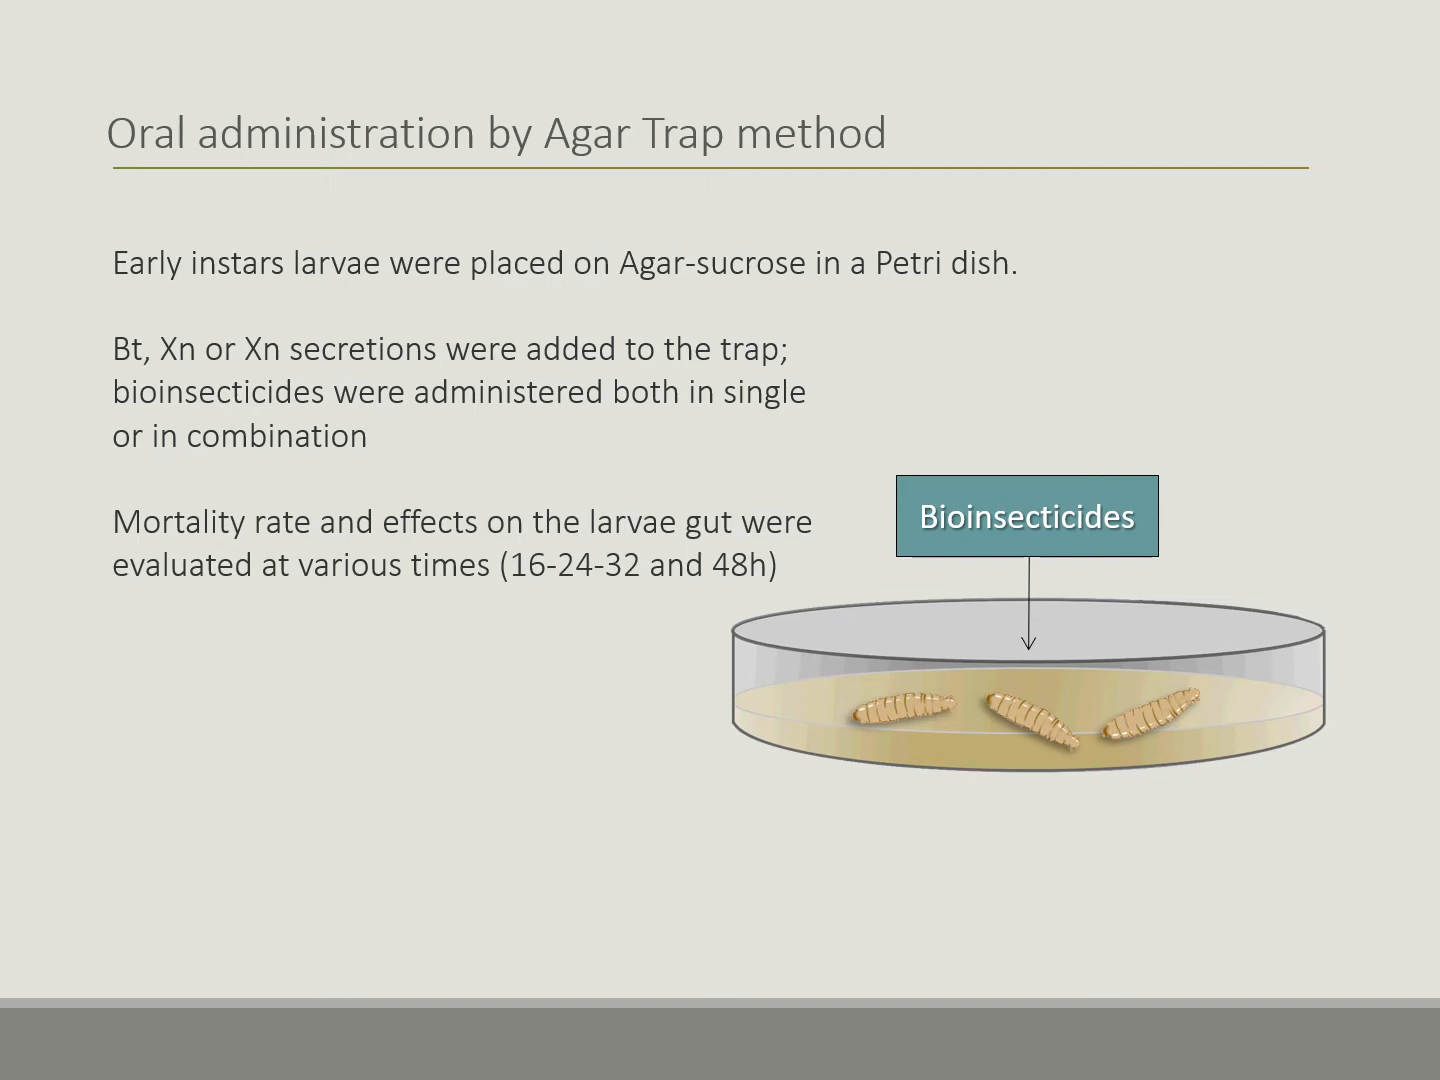 Oral administration by Agar Trap method
Early instars larvae were placed on Agar-sucrose in a Petri dish.
Bt, Xn or Xn secretions were added to the trap;
bioinsecticides were administered both in single
or in combination
Mortality rate and effects on the larvae gut were
evaluated at various times (16-24-32 and 48h)
Bioinsecticides